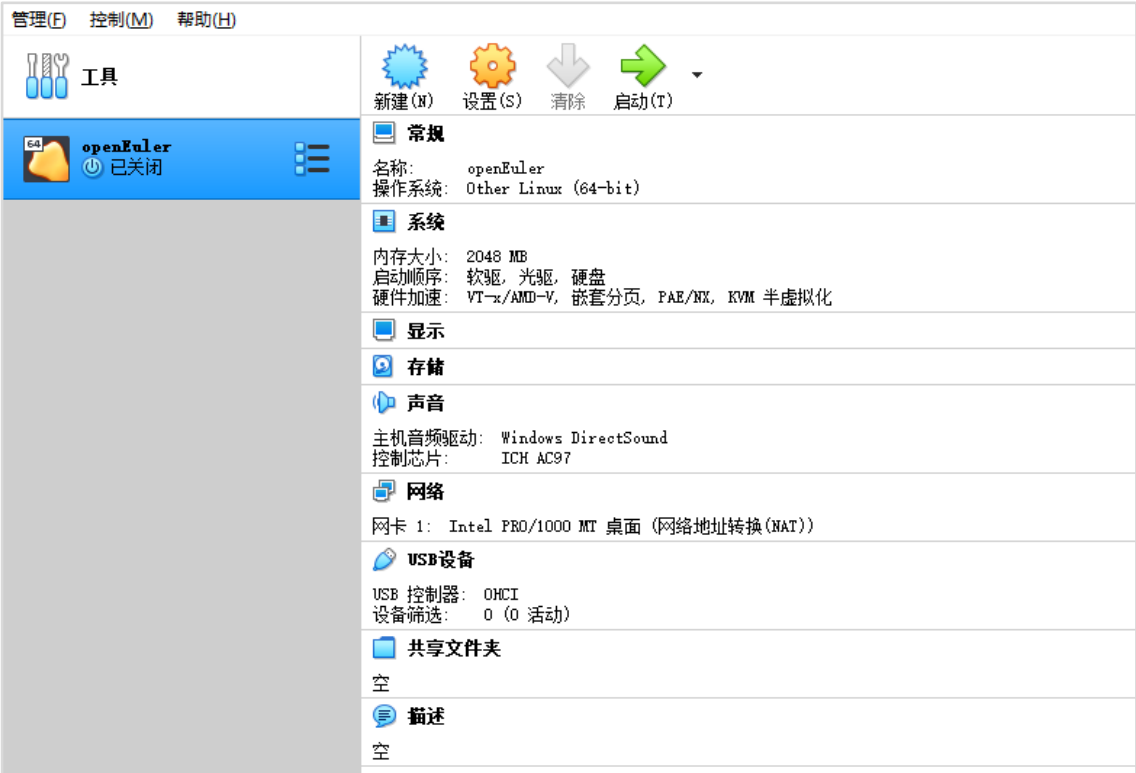 管理(F) 控制(M) 帮助(H)
工具
新建(N) 设置(S) 清除 启动(T)
64
openEuler
已关闭
常规
名称: openEuler
操作系统: Other Linux (64-bit)
系统
内存大小: 2048 MB
启动顺序: 软驱, 光驱, 硬盘
硬件加速: VT-x/AMD-V, 嵌套分页, PAE/NX, KVM 半虚拟化
显示
存储
声音
主机音频驱动: Windows DirectSound
控制芯片: ICH AC97
网络
网卡 1: Intel PRO/1000 MT 桌面 (网络地址转换(NAT))
USB设备
USB 控制器: OHCI
设备筛选: 0 (0 活动)
共享文件夹
空
描述
空